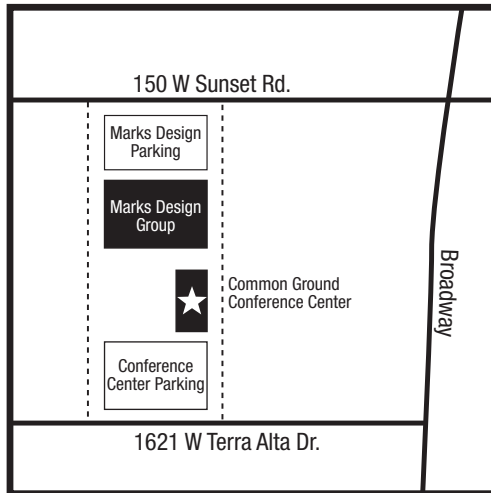 150 W Sunset Rd.
Marks Design
Parking
Marks Design
Group
Common Ground
Conference Center
Broadway
Conference
Center Parking
1621 W Terra Alta Dr.